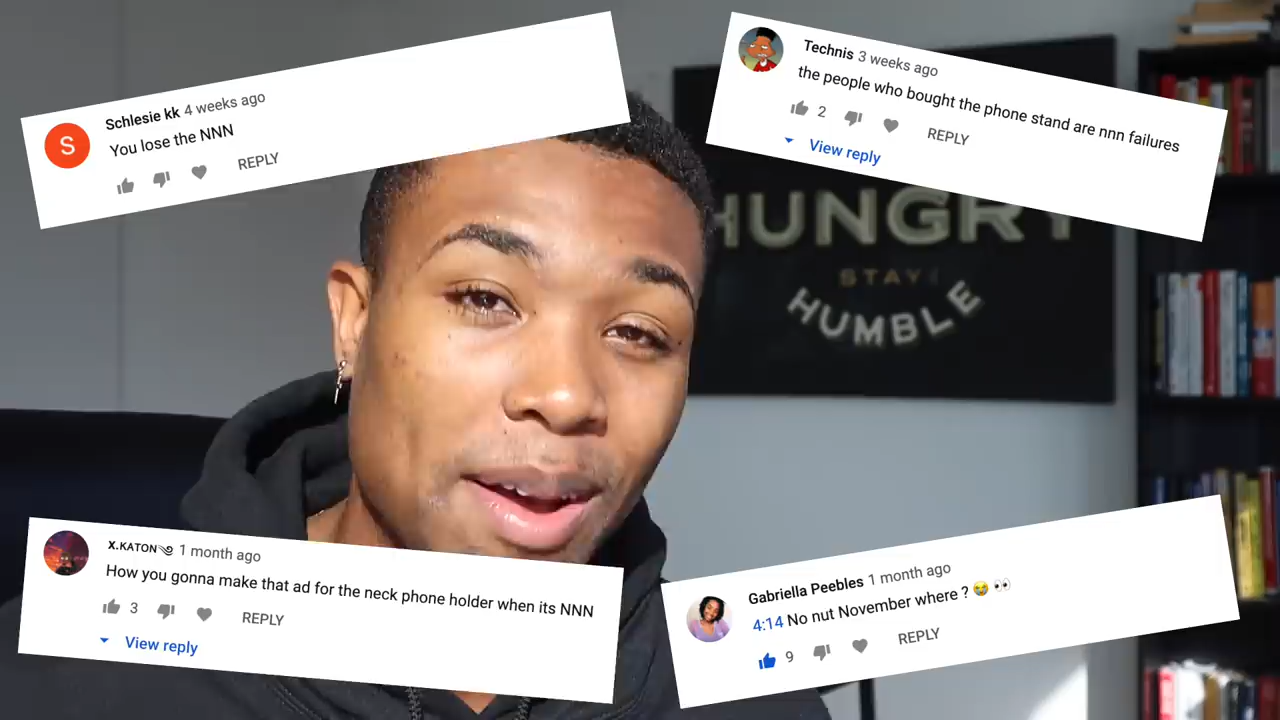 Schlesie kk 4 weeks ago
You lose the NNN
REPLY
Technis 3 weeks ago
the people who bought the phone stand are nnn failures
2 REPLY
View reply
HUNGRY
STAY
HUMBLE
X.KATON 1 month ago
How you gonna make that ad for the neck phone holder when its NNN
3 REPLY
View reply
Gabriella Peebles 1 month ago
4:14 No nut November where ? 😭 👀
9 REPLY
S